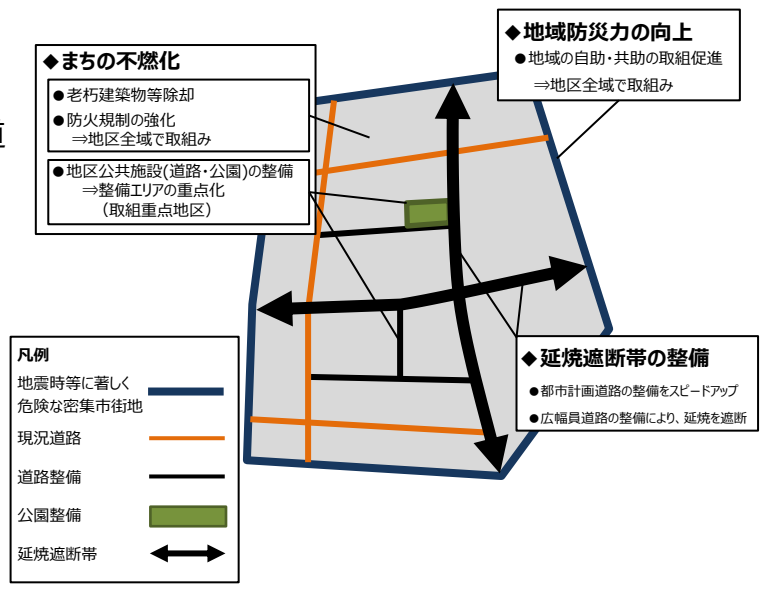 ◆まちの不燃化
●老朽建築物等除却
●防火規制の強化
⇒地区全域で取組み
●地区公共施設(道路・公園)の整備
⇒整備エリアの重点化
（取組重点地区）
◆地域防災力の向上
●地域の自助・共助の取組促進
⇒地区全域で取組み
◆延焼遮断帯の整備
●都市計画道路の整備をスピードアップ
●広幅員道路の整備により、延焼を遮断
凡例
地震時等に著しく
危険な密集市街地
現況道路
道路整備
公園整備
延焼遮断帯